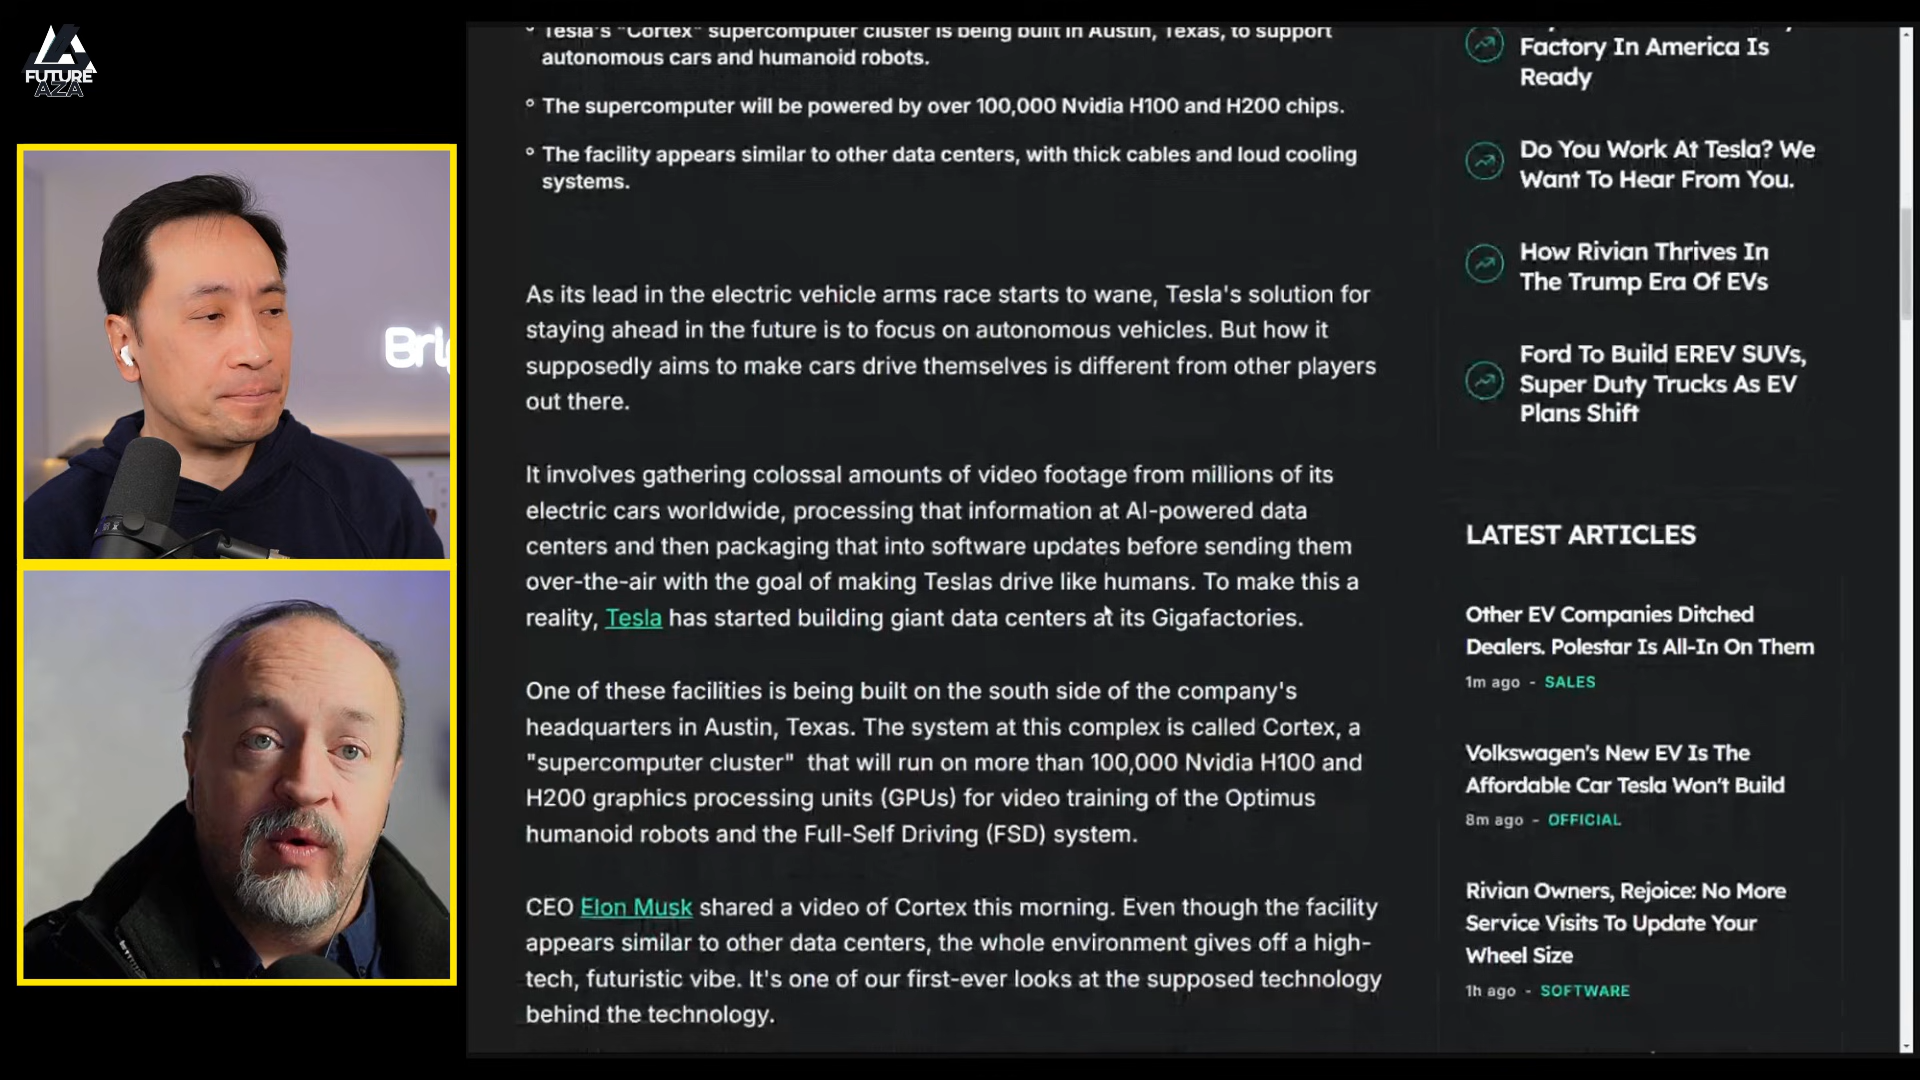 FUTURE
AZA
Bri
Tesla's "Cortex" supercomputer cluster is being built in Austin, Texas, to support
autonomous cars and humanoid robots.
The supercomputer will be powered by over 100,000 Nvidia H100 and H200 chips.
The facility appears similar to other data centers, with thick cables and loud cooling
systems.
As its lead in the electric vehicle arms race starts to wane, Tesla's solution for
staying ahead in the future is to focus on autonomous vehicles. But how it
supposedly aims to make cars drive themselves is different from other players
out there.
It involves gathering colossal amounts of video footage from millions of its
electric cars worldwide, processing that information at AI-powered data
centers and then packaging that into software updates before sending them
over-the-air with the goal of making Teslas drive like humans. To make this a
reality, Tesla has started building giant data centers at its Gigafactories.
One of these facilities is being built on the south side of the company's
headquarters in Austin, Texas. The system at this complex is called Cortex, a
"supercomputer cluster" that will run on more than 100,000 Nvidia H100 and
H200 graphics processing units (GPUs) for video training of the Optimus
humanoid robots and the Full-Self Driving (FSD) system.
CEO Elon Musk shared a video of Cortex this morning. Even though the facility
appears similar to other data centers, the whole environment gives off a high-
tech, futuristic vibe. It's one of our first-ever looks at the supposed technology
behind the technology.
Factory In America Is
Ready
Do You Work At Tesla? We
Want To Hear From You.
How Rivian Thrives In
The Trump Era Of EVs
Ford To Build EREV SUVs,
Super Duty Trucks As EV
Plans Shift
LATEST ARTICLES
Other EV Companies Ditched
Dealers. Polestar Is All-In On Them
1m ago - SALES
Volkswagen's New EV Is The
Affordable Car Tesla Won't Build
8m ago - OFFICIAL
Rivian Owners, Rejoice: No More
Service Visits To Update Your
Wheel Size
1h ago - SOFTWARE